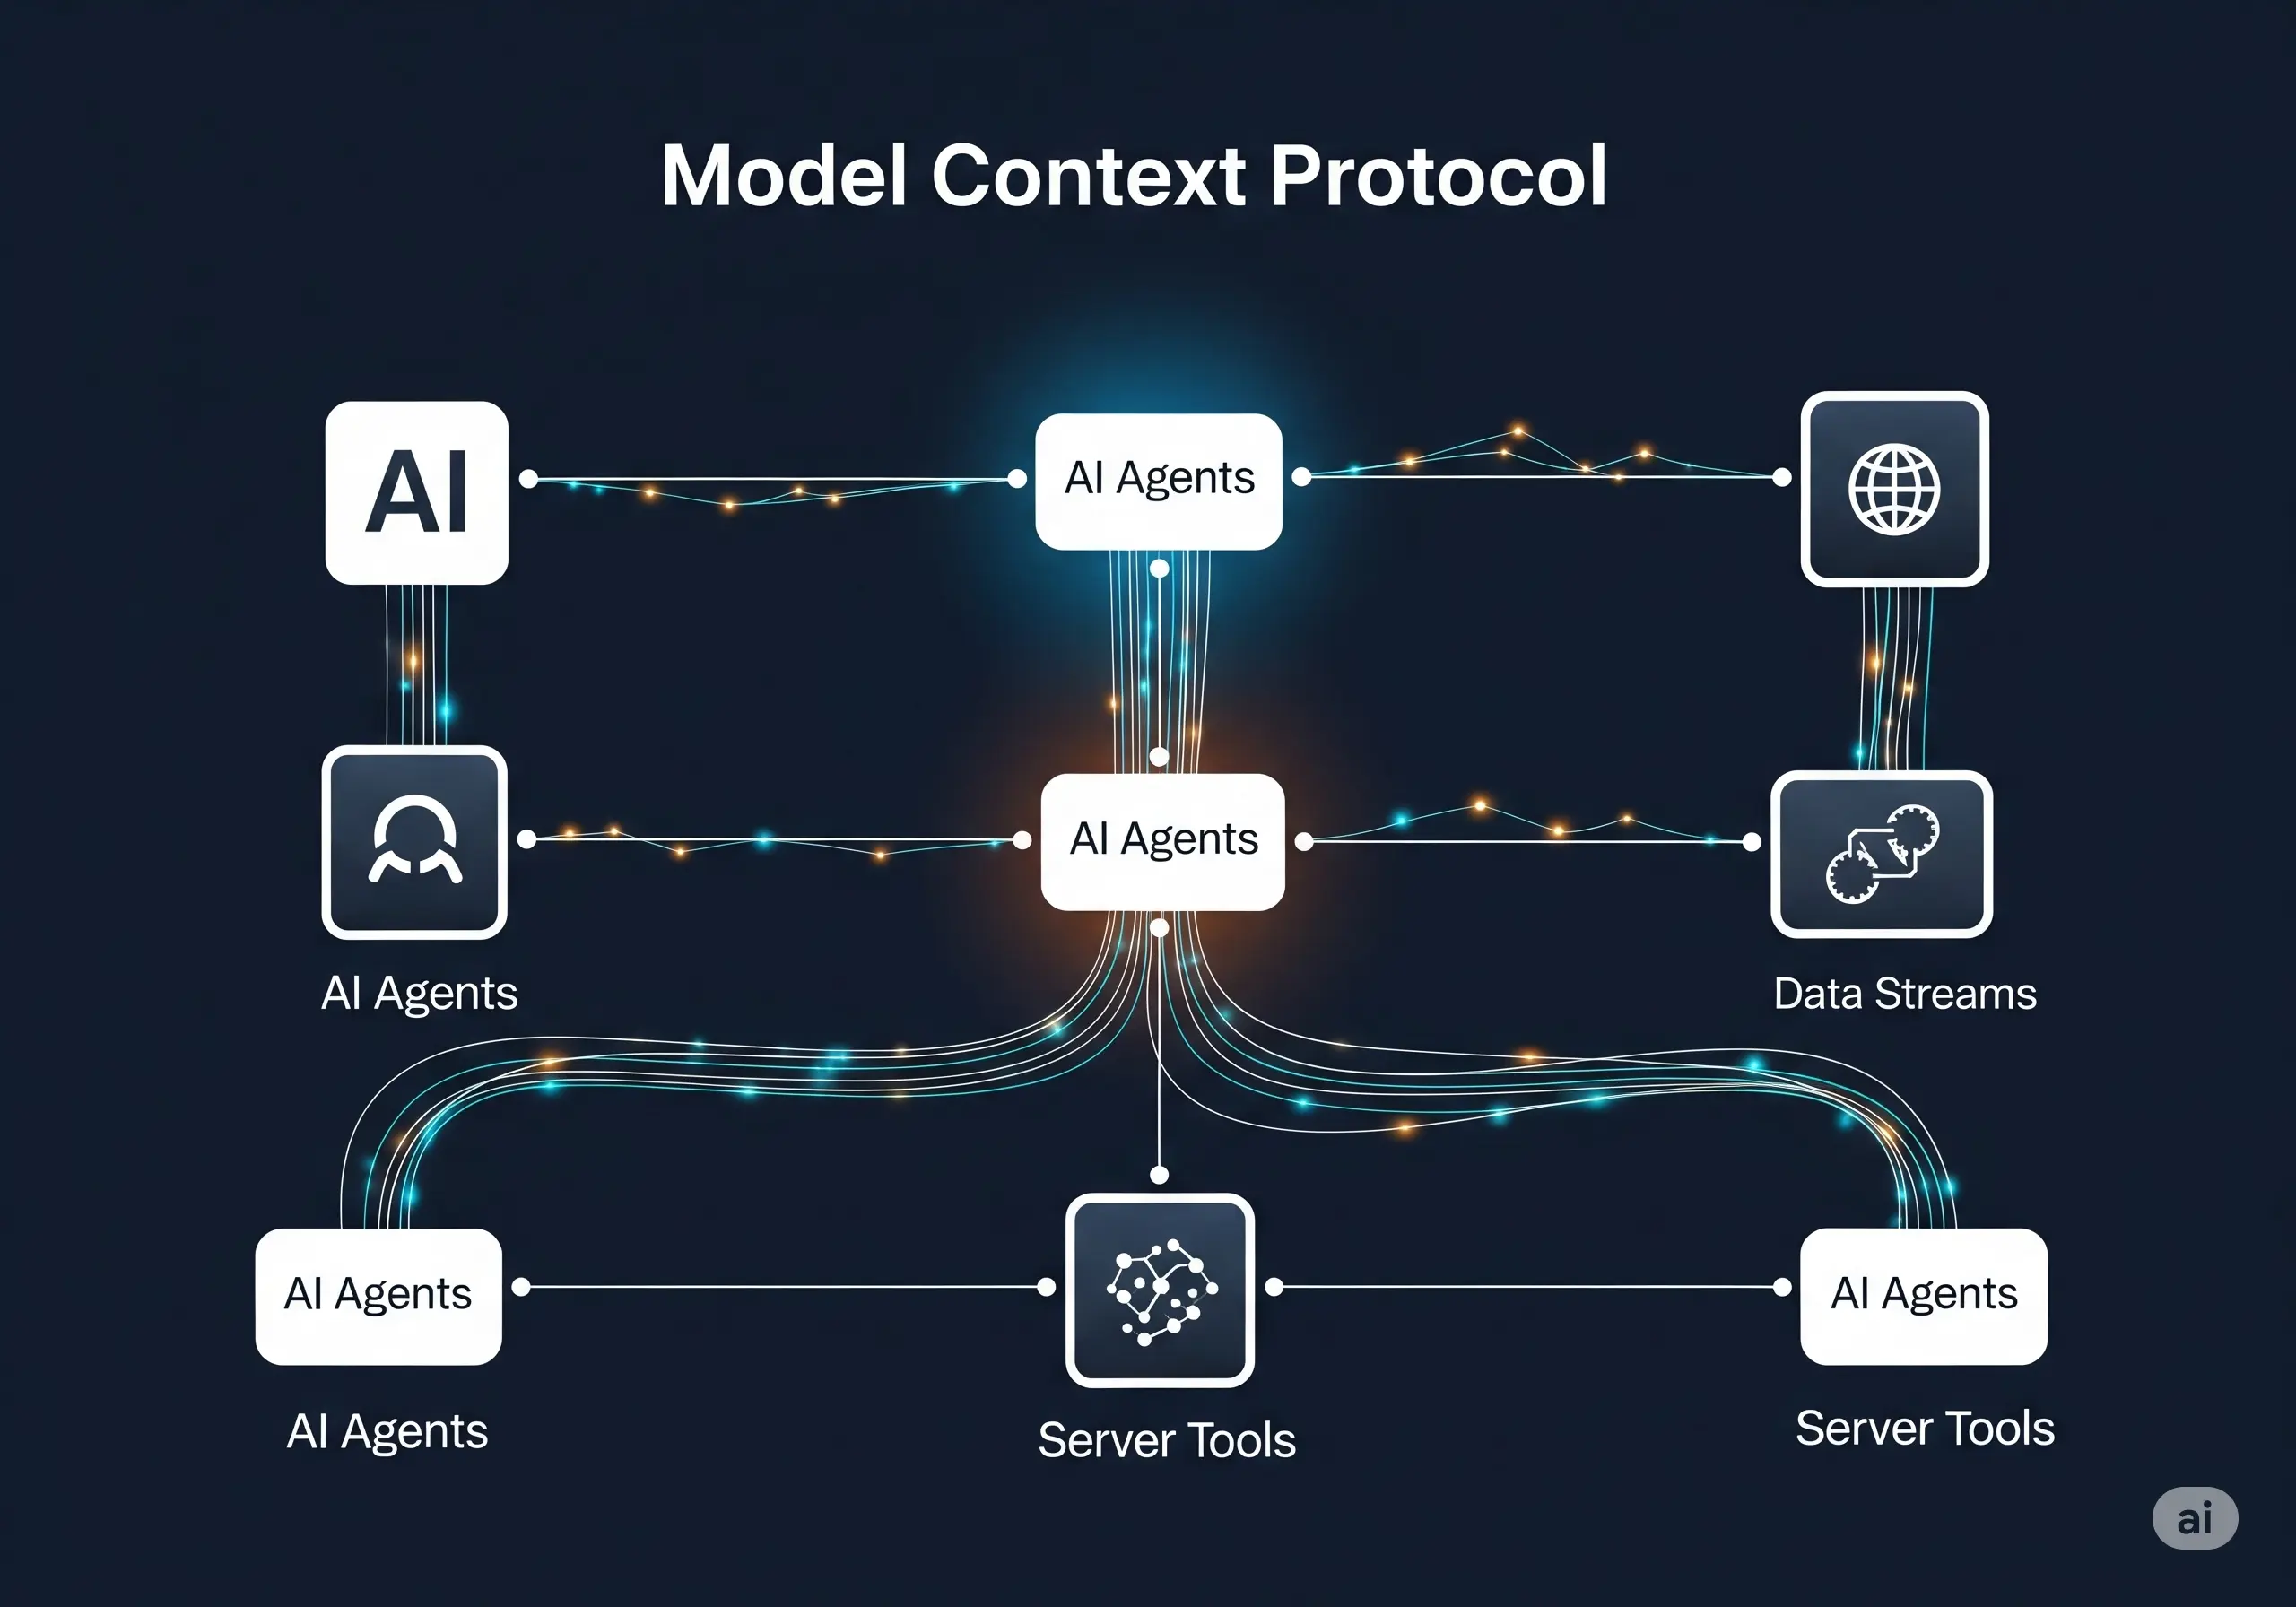 Model Context Protocol
AI
AI Agents
AI Agents
AI Agents
Data Streams
AI Agents
AI Agents
AI Agents
Server Tools
Server Tools
ai